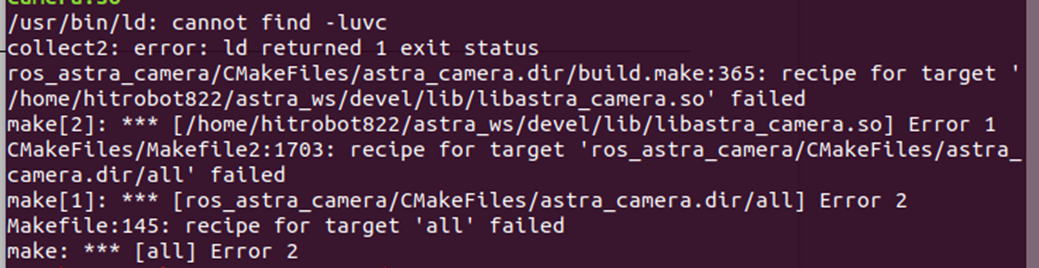 camera.so
/usr/bin/ld: cannot find -luvc
collect2: error: ld returned 1 exit status
ros_astra_camera/CMakeFiles/astra_camera.dir/build.make:365: recipe for target '
/home/hitrobot822/astra_ws/devel/lib/libastra_camera.so' failed
make[2]: *** [/home/hitrobot822/astra_ws/devel/lib/libastra_camera.so] Error 1
CMakeFiles/Makefile2:1703: recipe for target 'ros_astra_camera/CMakeFiles/astra_
camera.dir/all' failed
make[1]: *** [ros_astra_camera/CMakeFiles/astra_camera.dir/all] Error 2
Makefile:145: recipe for target 'all' failed
make: *** [all] Error 2